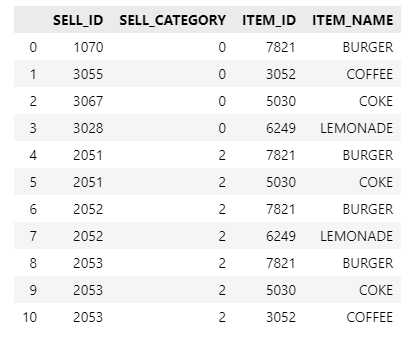 SELL_ID SELL_CATEGORY ITEM_ID ITEM_NAME
0 1070 0 7821 BURGER
1 3055 0 3052 COFFEE
2 3067 0 5030 COKE
3 3028 0 6249 LEMONADE
4 2051 2 7821 BURGER
5 2051 2 5030 COKE
6 2052 2 7821 BURGER
7 2052 2 6249 LEMONADE
8 2053 2 7821 BURGER
9 2053 2 5030 COKE
10 2053 2 3052 COFFEE